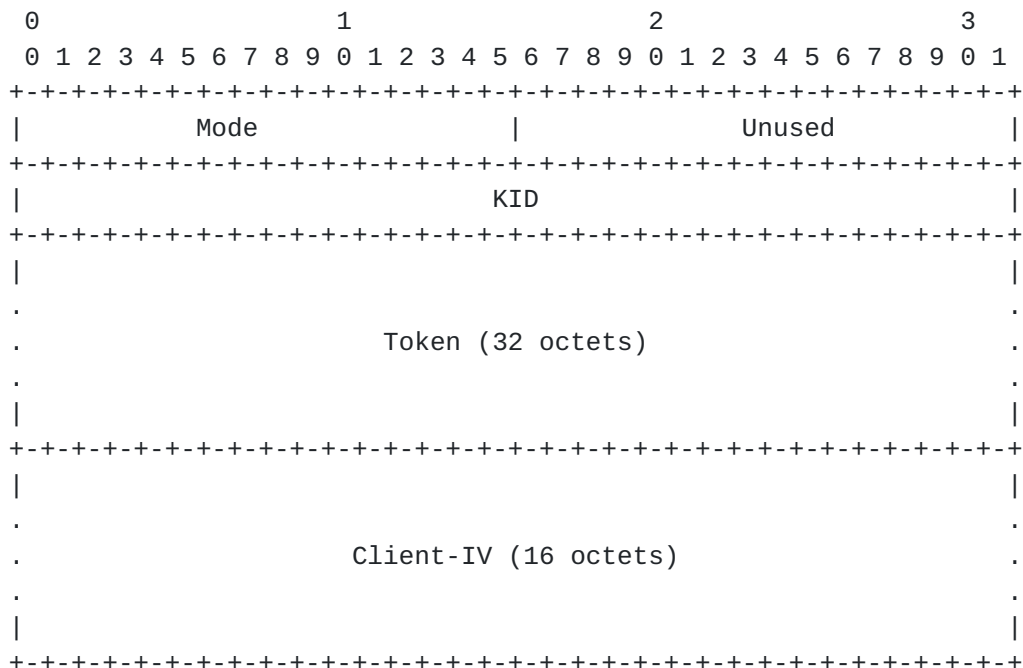 0                   1                   2                   3
 0 1 2 3 4 5 6 7 8 9 0 1 2 3 4 5 6 7 8 9 0 1 2 3 4 5 6 7 8 9 0 1
+-+-+-+-+-+-+-+-+-+-+-+-+-+-+-+-+-+-+-+-+-+-+-+-+-+-+-+-+-+-+-+-+
|           Mode                |              Unused           |
+-+-+-+-+-+-+-+-+-+-+-+-+-+-+-+-+-+-+-+-+-+-+-+-+-+-+-+-+-+-+-+-+
|                              KID                              |
+-+-+-+-+-+-+-+-+-+-+-+-+-+-+-+-+-+-+-+-+-+-+-+-+-+-+-+-+-+-+-+-+
|                                                               |
.                                                               .
.                       Token (32 octets)                       .
.                                                               .
|                                                               |
+-+-+-+-+-+-+-+-+-+-+-+-+-+-+-+-+-+-+-+-+-+-+-+-+-+-+-+-+-+-+-+-+
|                                                               |
.                                                               .
.                     Client-IV (16 octets)                     .
.                                                               .
|                                                               |
+-+-+-+-+-+-+-+-+-+-+-+-+-+-+-+-+-+-+-+-+-+-+-+-+-+-+-+-+-+-+-+-+